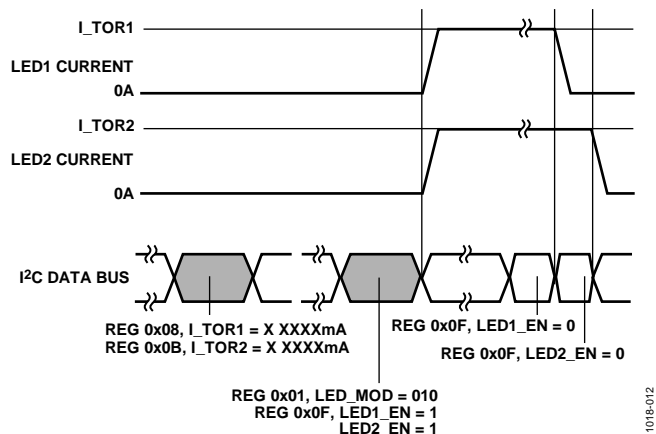 I_TOR1
LED1 CURRENT
0A
I_TOR2
LED2 CURRENT
0A
I2C DATA BUS
REG 0x08, I_TOR1 = X XXXXmA
REG 0x0B, I_TOR2 = X XXXXmA
REG 0x0F, LED1_EN = 0
REG 0x0F, LED2_EN = 0
REG 0x01, LED_MOD = 010
REG 0x0F, LED1_EN = 1
LED2_EN = 1
1018-012